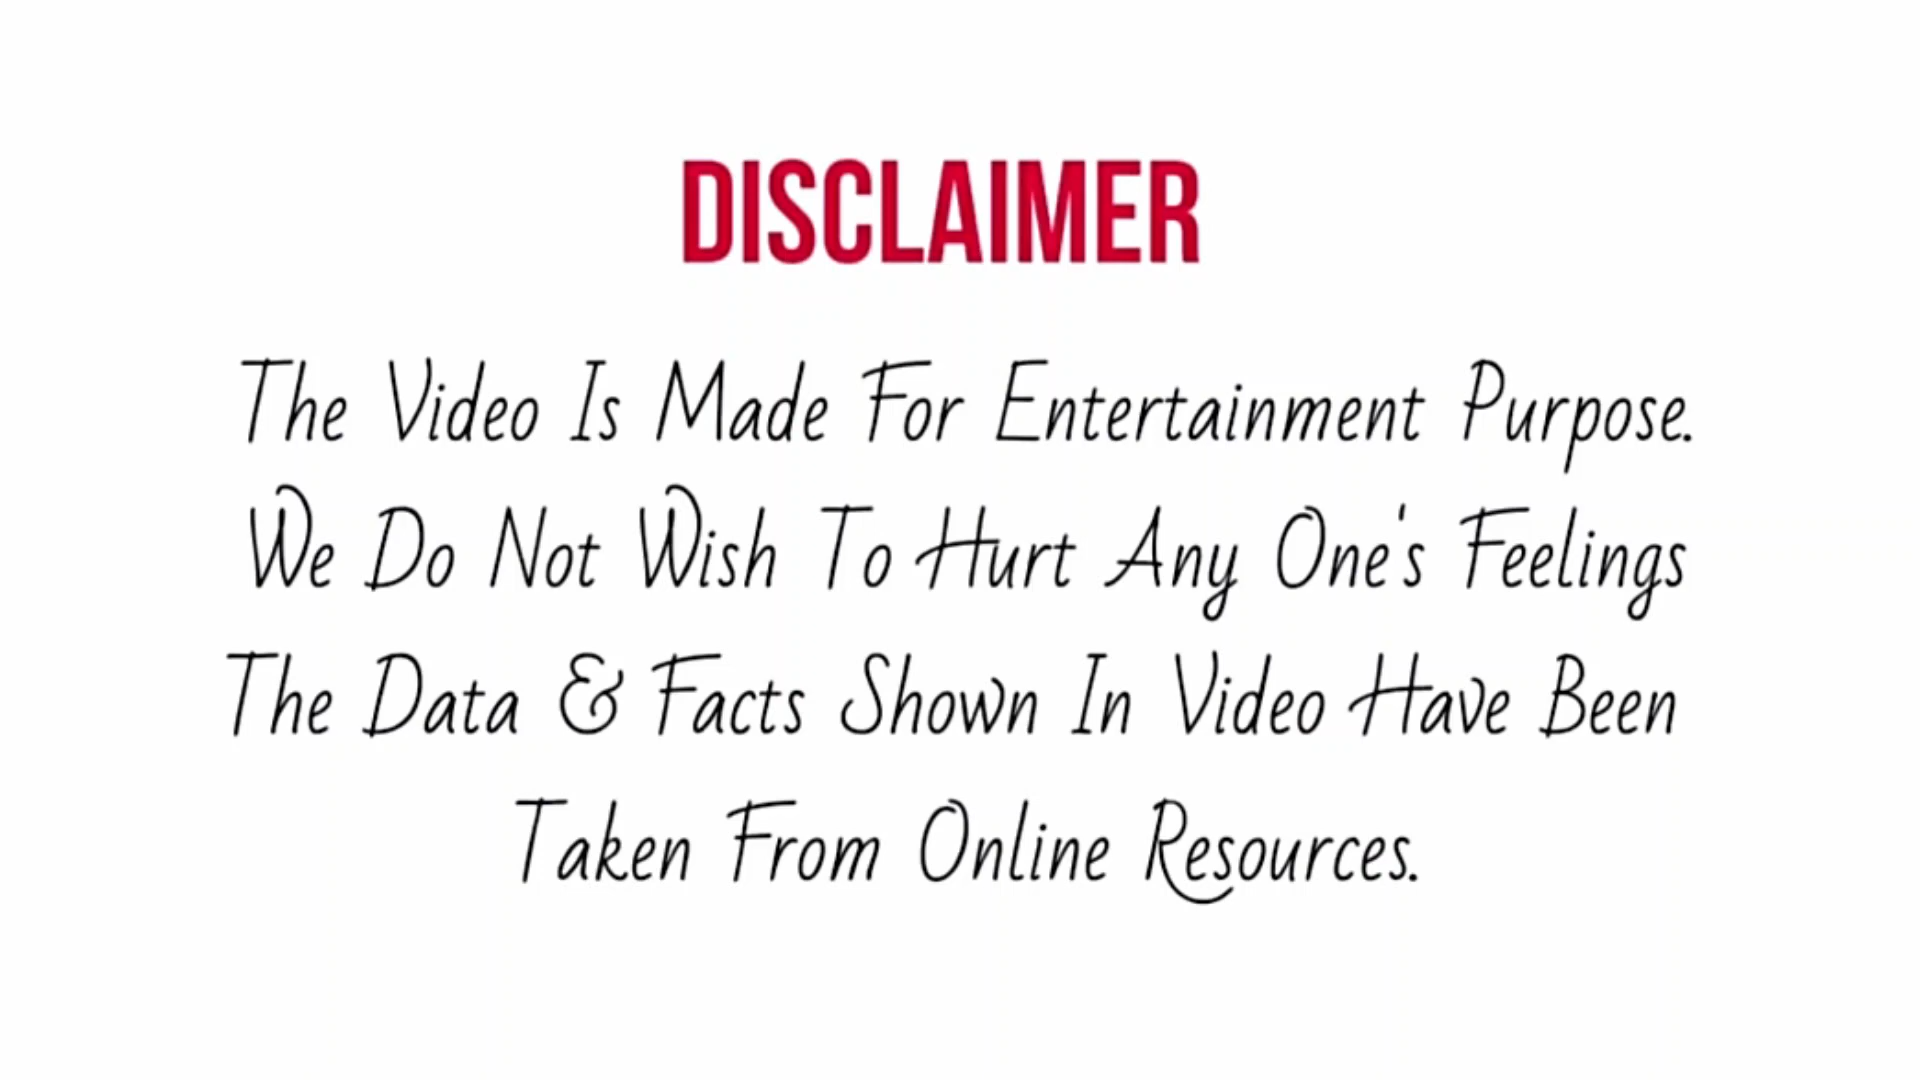 DISCLAIMER
The Video Is Made For Entertainment Purpose.
We Do Not Wish To Hurt Any One's Feelings
The Data & Facts Shown In Video Have Been
Taken From Online Resources.